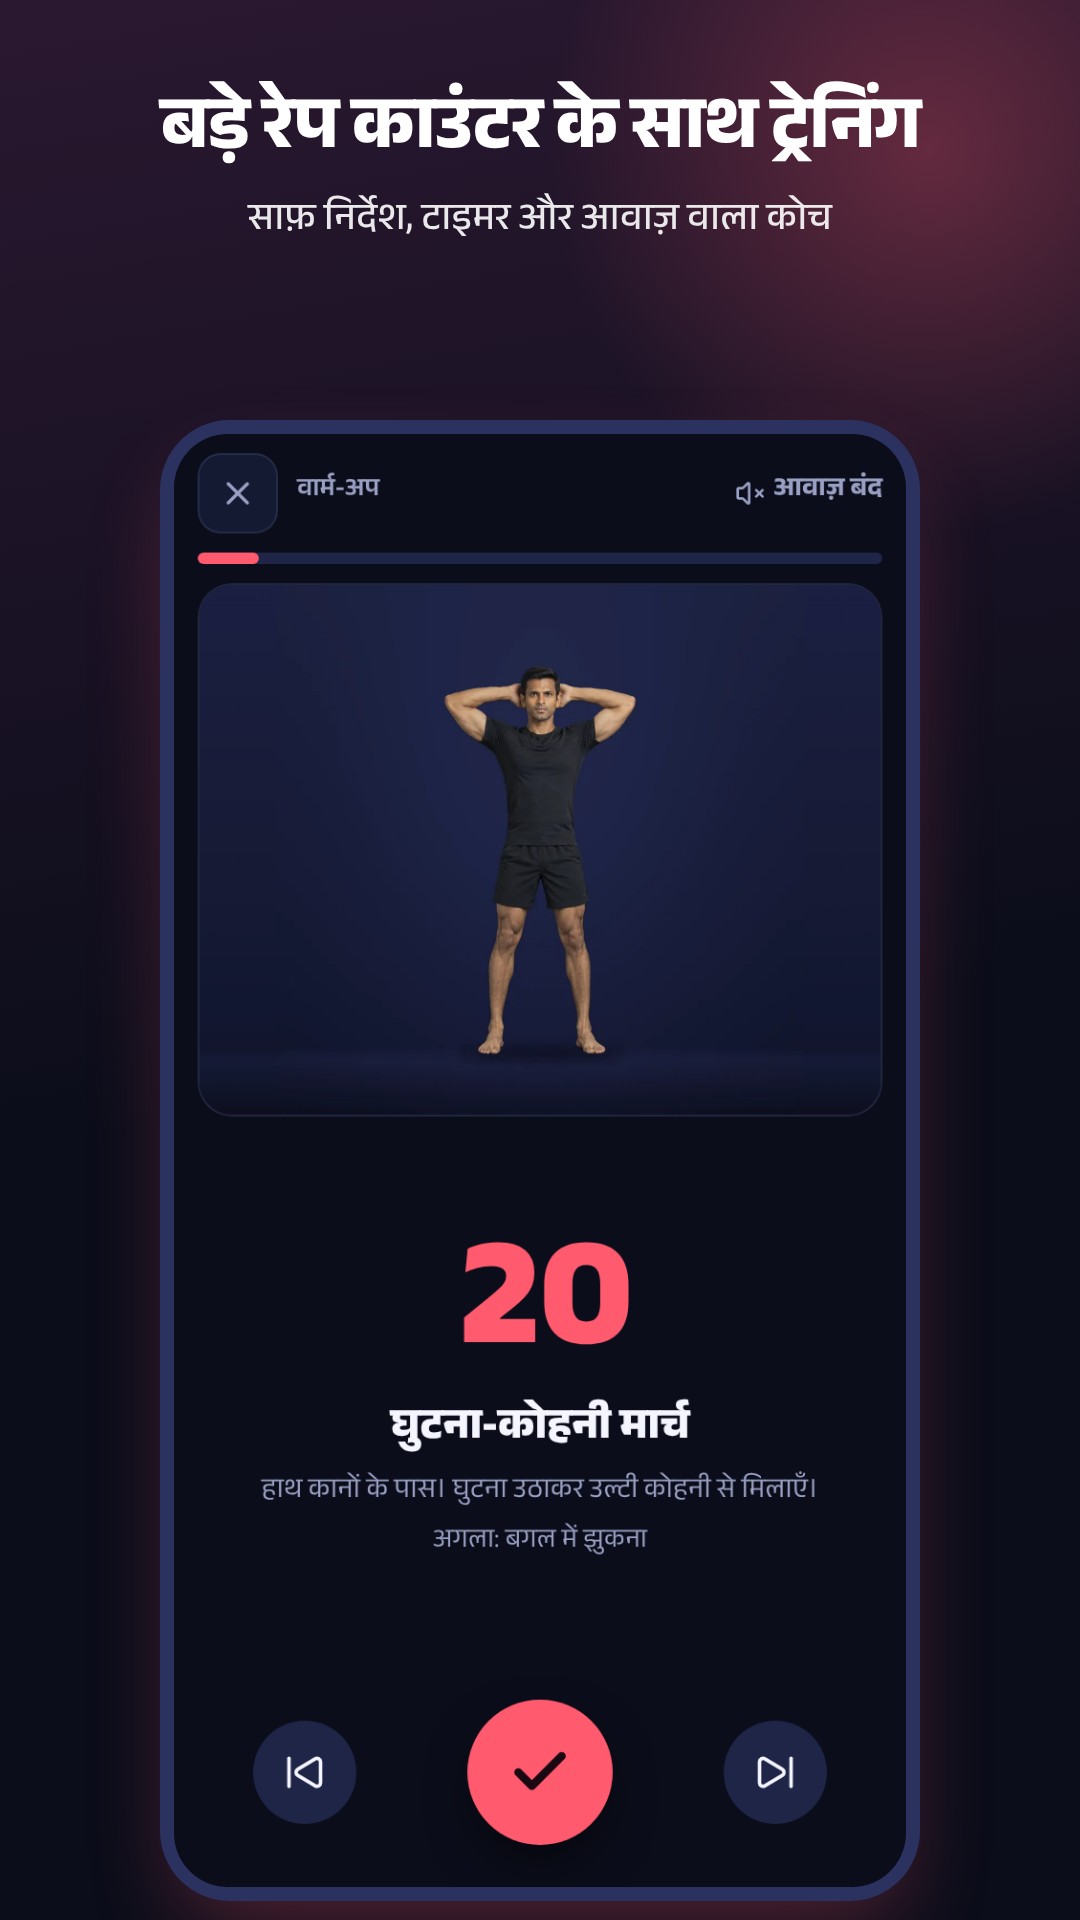 बड़े रेप काउंटर के साथ ट्रेनिंग
साफ़ निर्देश, टाइमर और आवाज़ वाला कोच
वार्म-अप
आवाज़ बंद
20
घुटना-कोहनी मार्च
हाथ कानों के पास। घुटना उठाकर उल्टी कोहनी से मिलाएँ।
अगला: बगल में झुकना